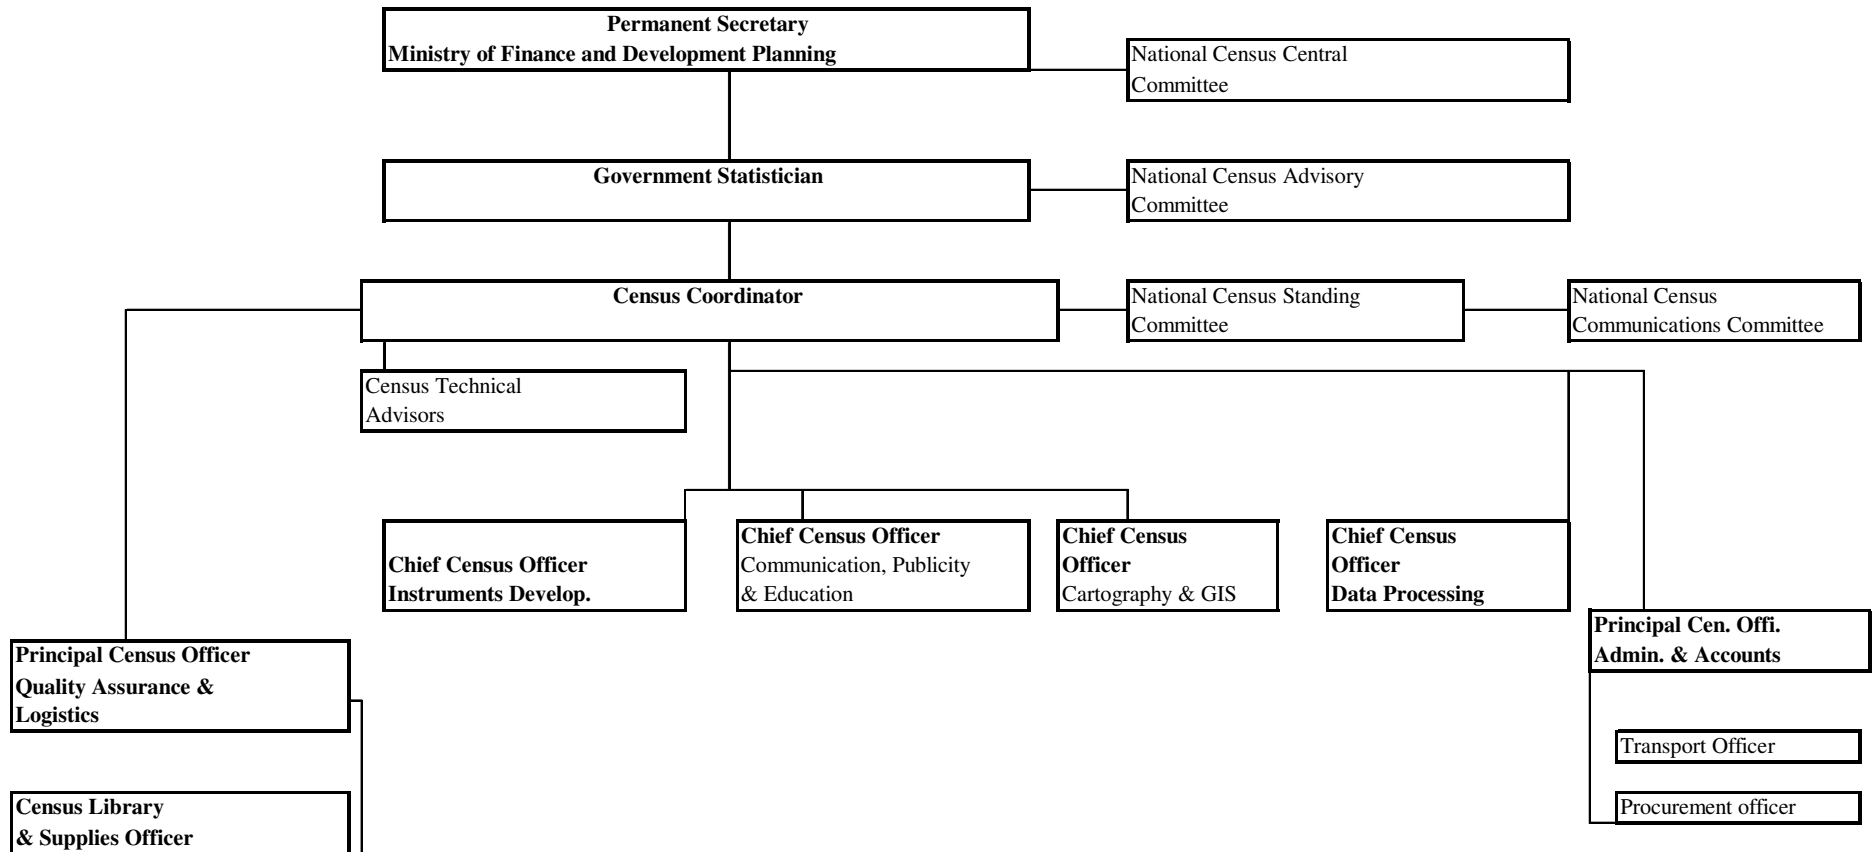 Permanent Secretary
Ministry of Finance and Development Planning
National Census Central
Committee
Government Statistician
National Census Advisory
Committee
Census Coordinator
National Census Standing
Committee
National Census
Communications Committee
Census Technical
Advisors
Chief Census Officer
Instruments Develop.
Chief Census Officer
Communication, Publicity
& Education
Chief Census
Officer
Cartography & GIS
Chief Census
Officer
Data Processing
Principal Cen. Offi.
Admin. & Accounts
Principal Census Officer
Quality Assurance &
Logistics
Transport Officer
Procurement officer
Census Library
& Supplies Officer